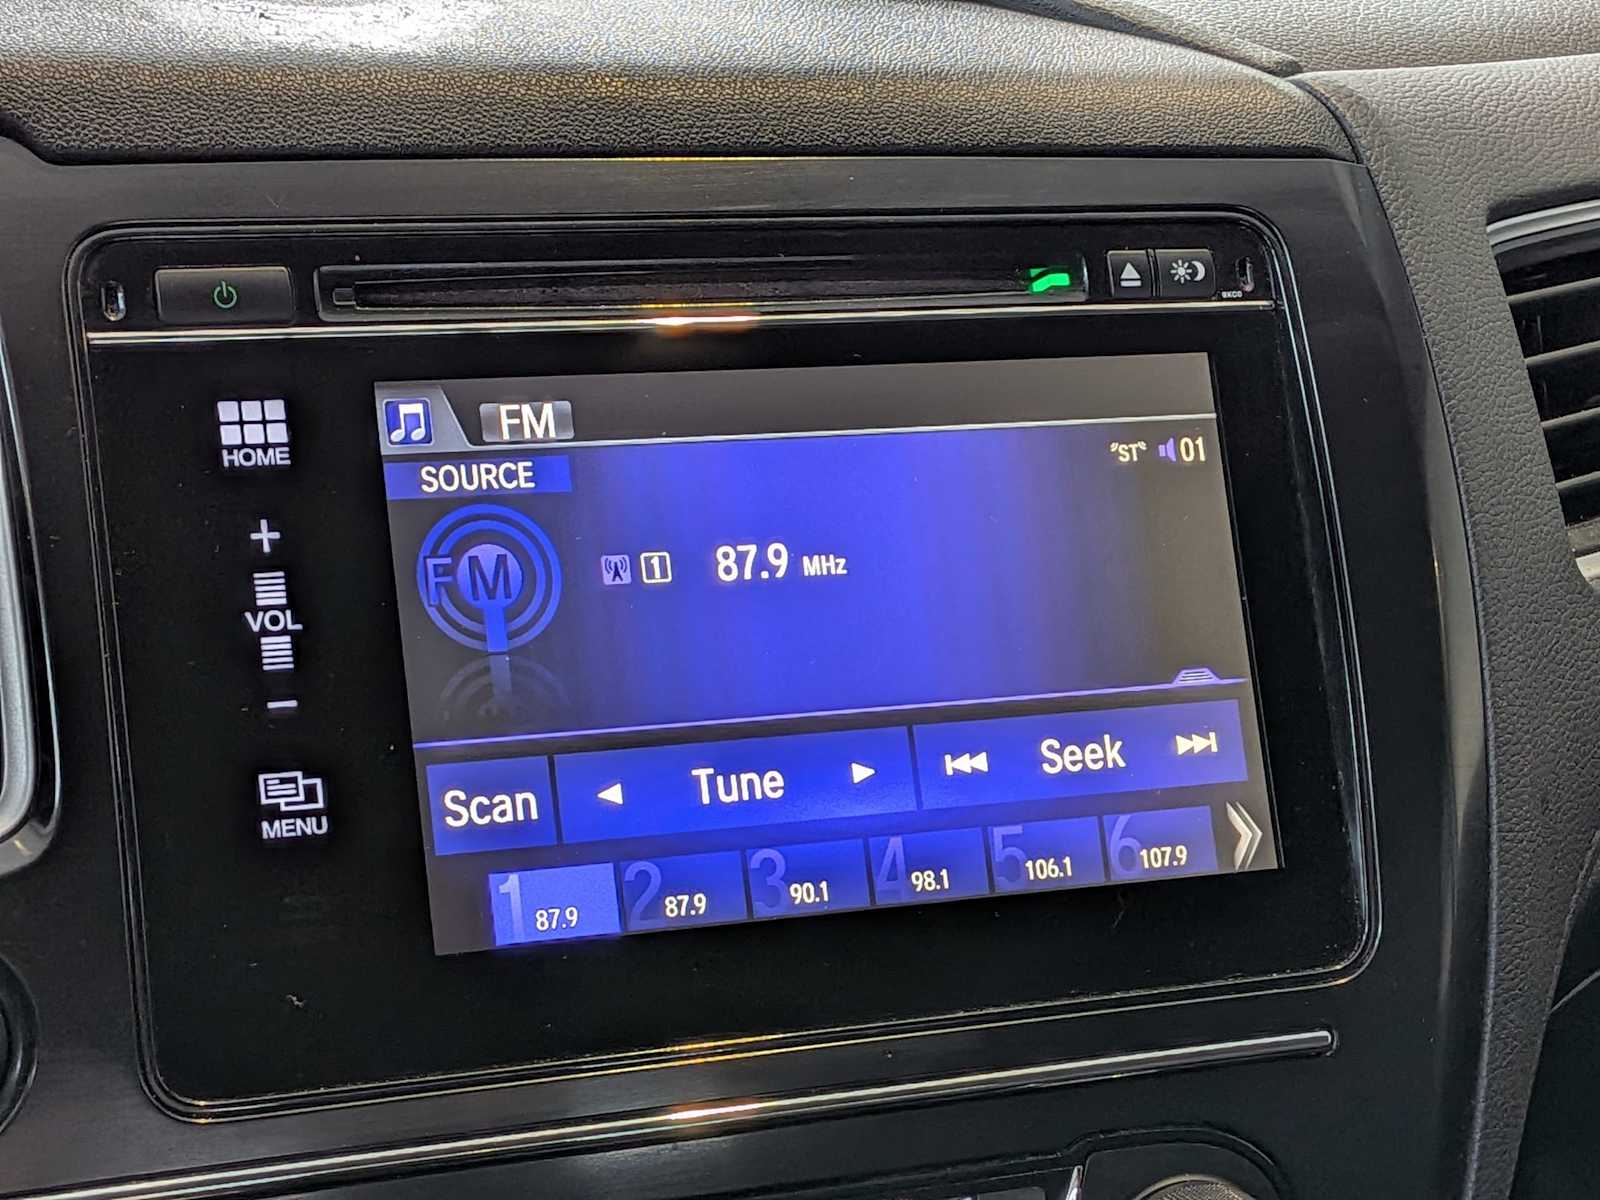 HOME
+
VOL
-
MENU
FM
SOURCE
"ST" 01
FM
1 87.9 MHz
Scan
Tune
Seek
1 87.9
2 87.9
3 90.1
4 98.1
5 106.1
6 107.9